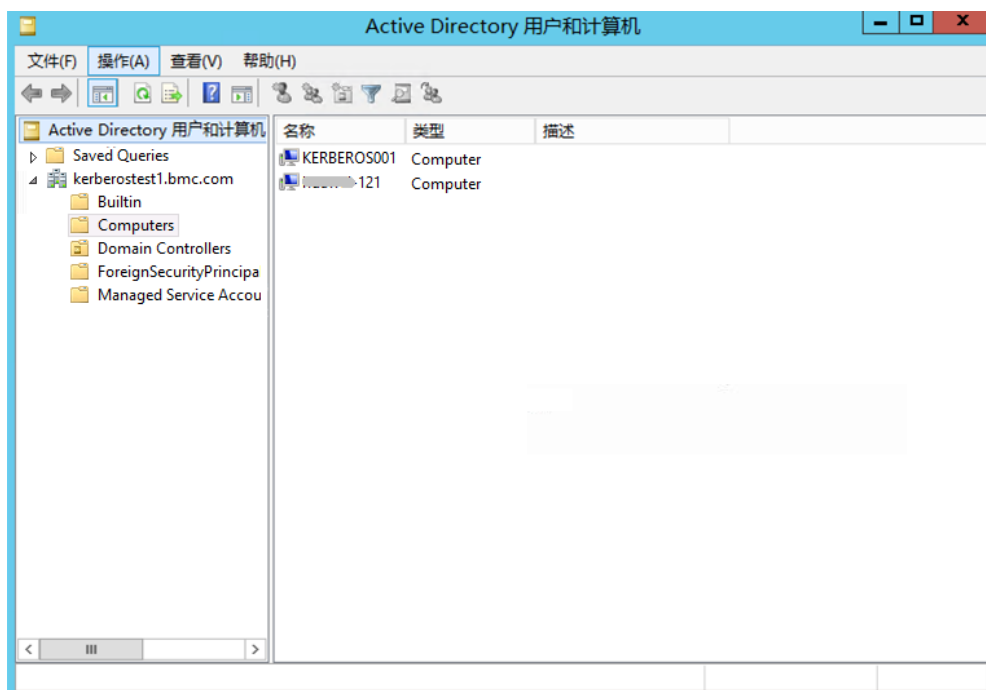 Active Directory 用户和计算机
文件(F) 操作(A) 查看(V) 帮助(H)
Active Directory 用户和计算机
名称 类型 描述
Saved Queries
KERBEROS001 Computer
kerberostest1.bmc.com
-121 Computer
Builtin
Computers
Domain Controllers
ForeignSecurityPrincipa
Managed Service Accou